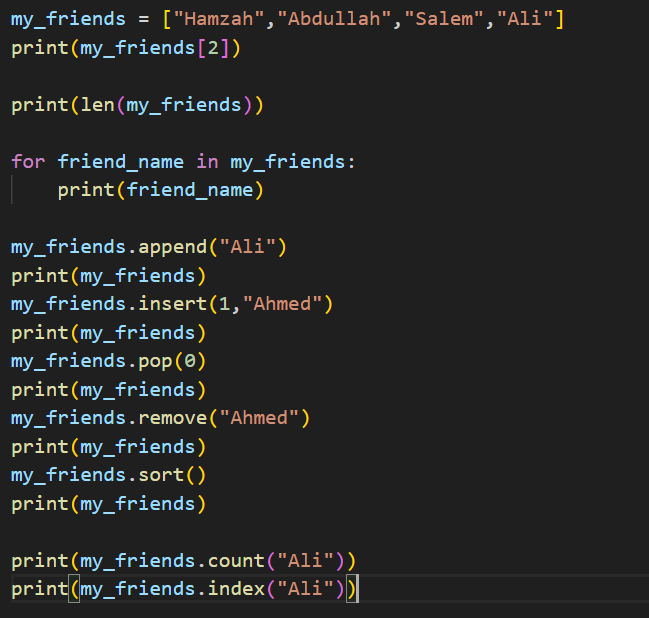 my_friends = ["Hamzah","Abdullah","Salem","Ali"]
print(my_friends[2])
print(len(my_friends))
for friend_name in my_friends:
    print(friend_name)
my_friends.append("Ali")
print(my_friends)
my_friends.insert(1,"Ahmed")
print(my_friends)
my_friends.pop(0)
print(my_friends)
my_friends.remove("Ahmed")
print(my_friends)
my_friends.sort()
print(my_friends)
print(my_friends.count("Ali"))
print(my_friends.index("Ali"))